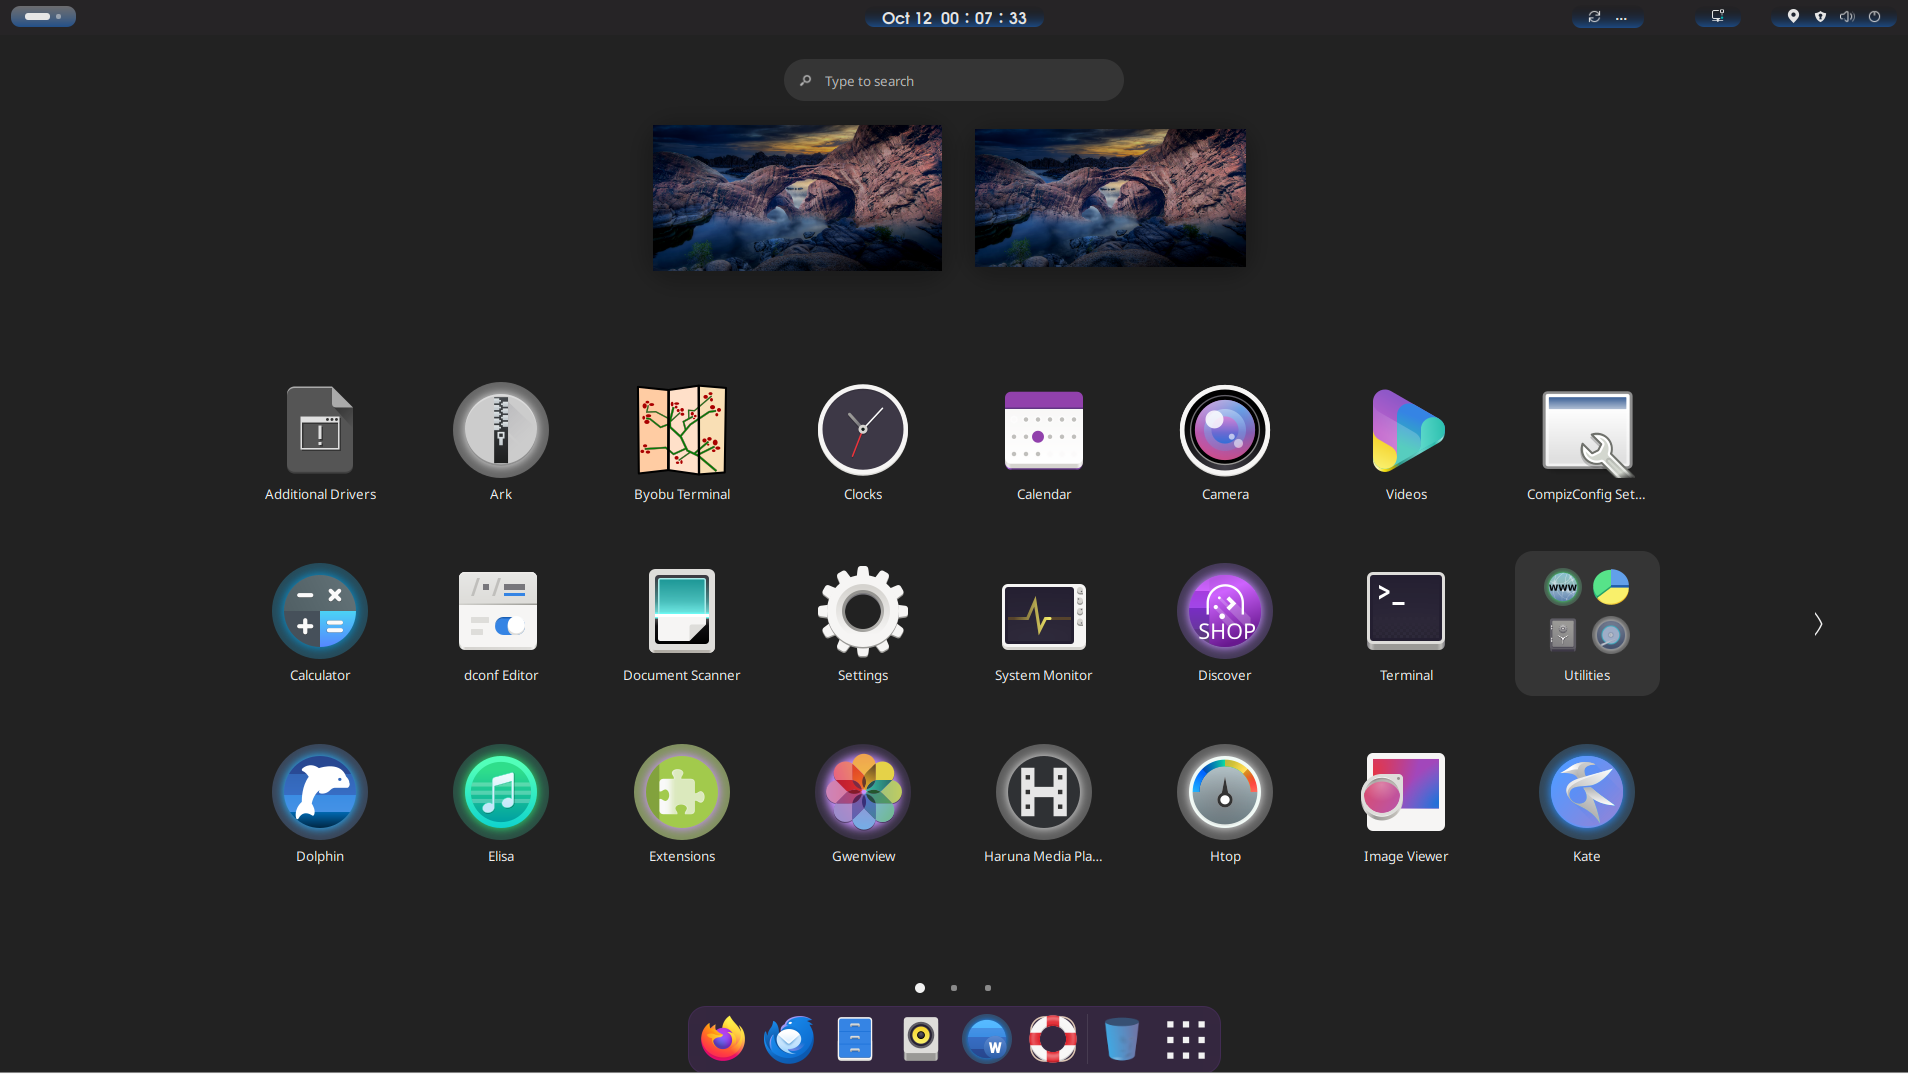 Oct 12 00 : 07 : 33
...
Type to search
Additional Drivers
Ark
Byobu Terminal
Clocks
Calendar
Camera
Videos
CompizConfig Set...
Calculator
dconf Editor
Document Scanner
Settings
System Monitor
SHOP
Discover
>_
Terminal
www
Utilities
Dolphin
Elisa
Extensions
Gwenview
H
Haruna Media Pla...
Htop
Image Viewer
Kate
W